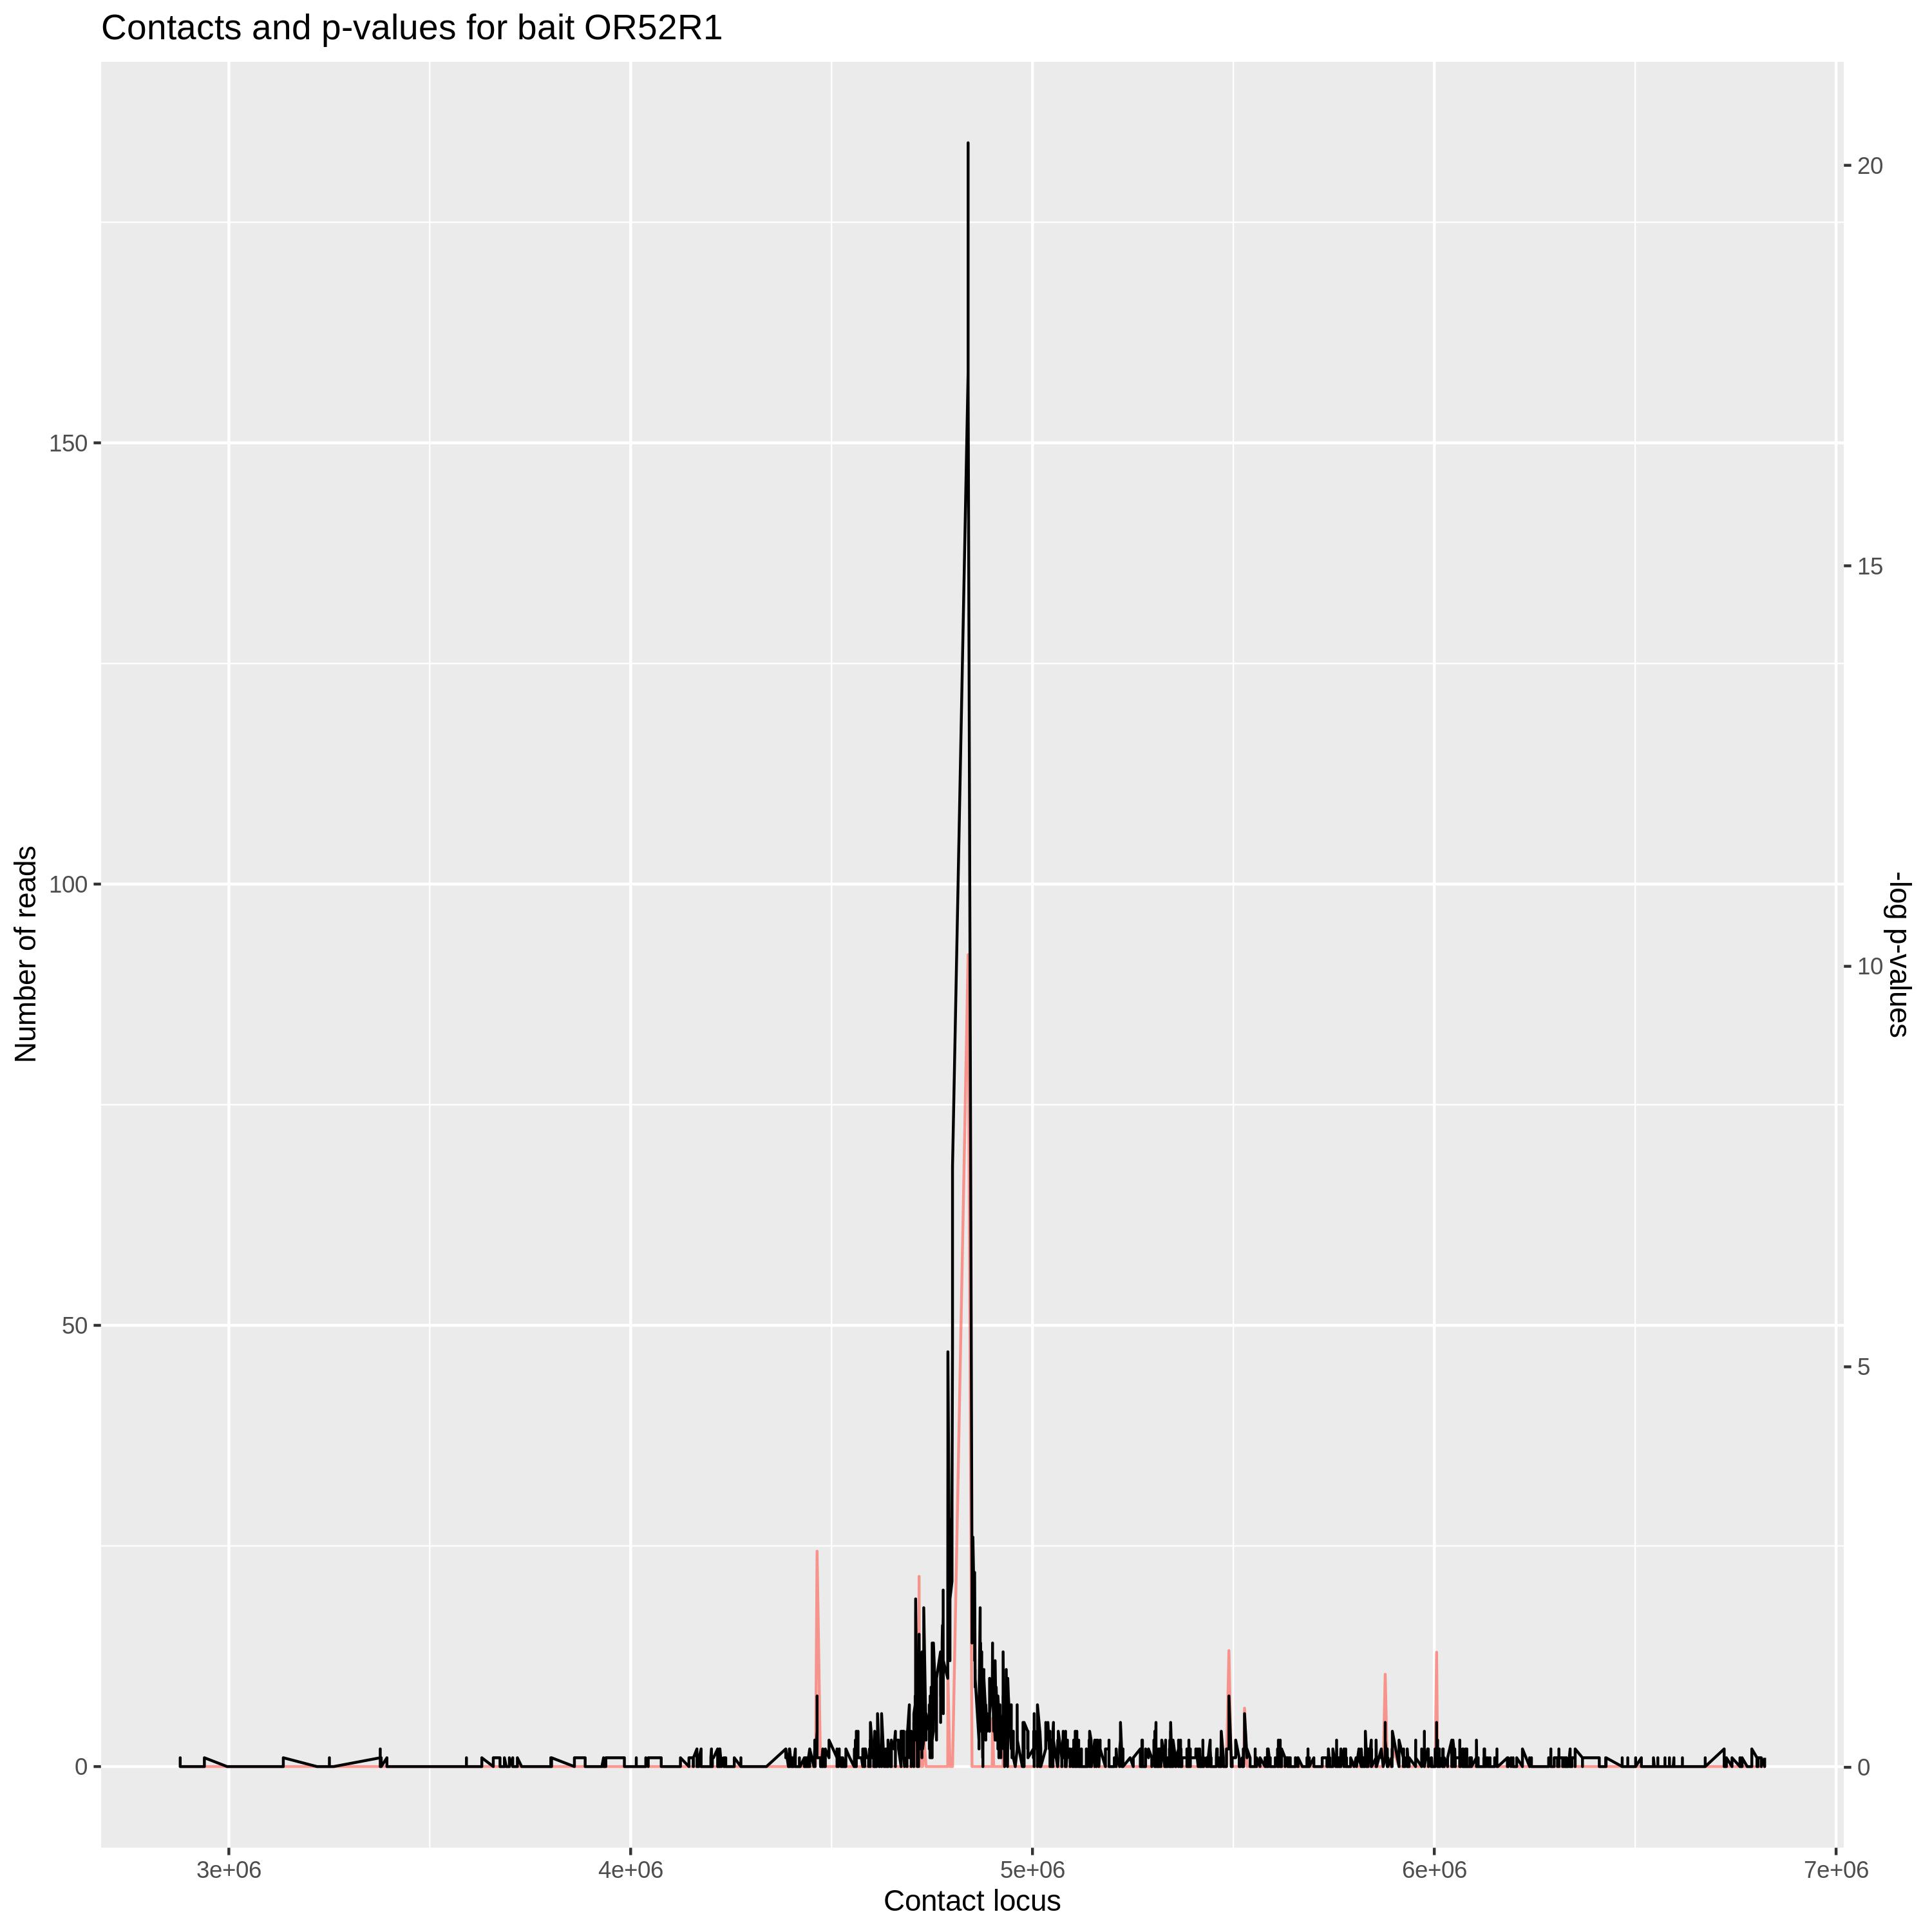 Contacts and p-values for bait OR52R1
Number of reads
150
100
50
0
20
15
10
5
0
-log p-values
3e+06 4e+06 5e+06 6e+06 7e+06
Contact locus